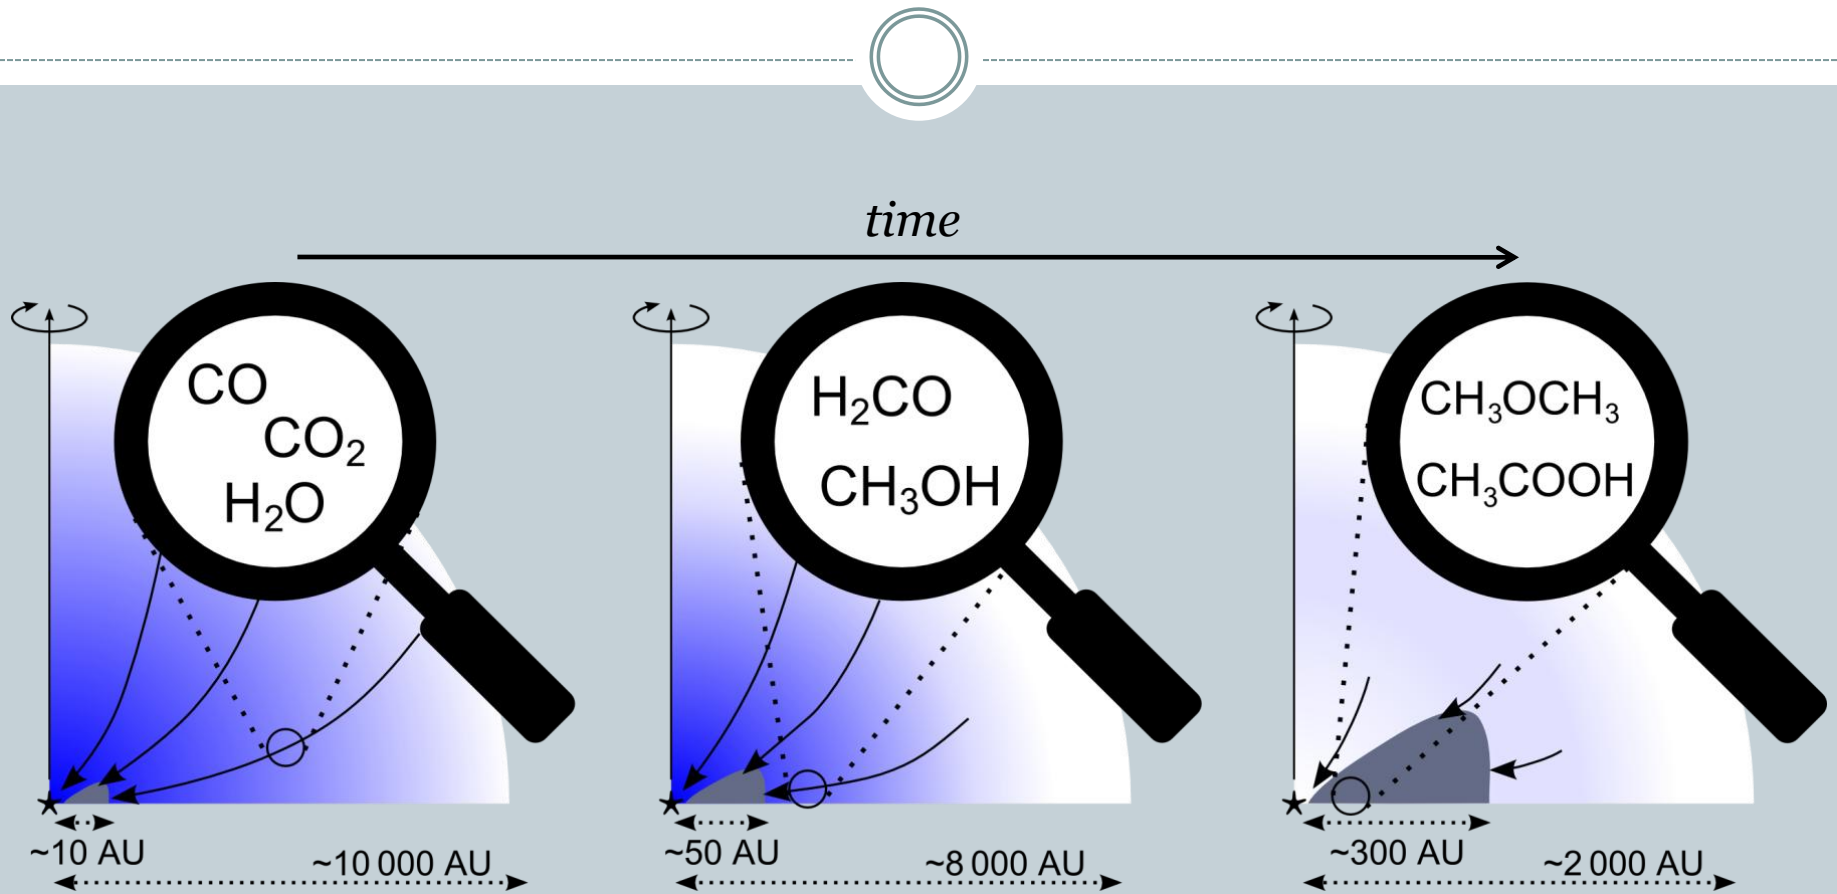 time
CO
CO₂
H₂O
H₂CO
CH₃OH
CH₃OCH₃
CH₃COOH
~10 AU
~10 000 AU
~50 AU
~8 000 AU
~300 AU
~2 000 AU